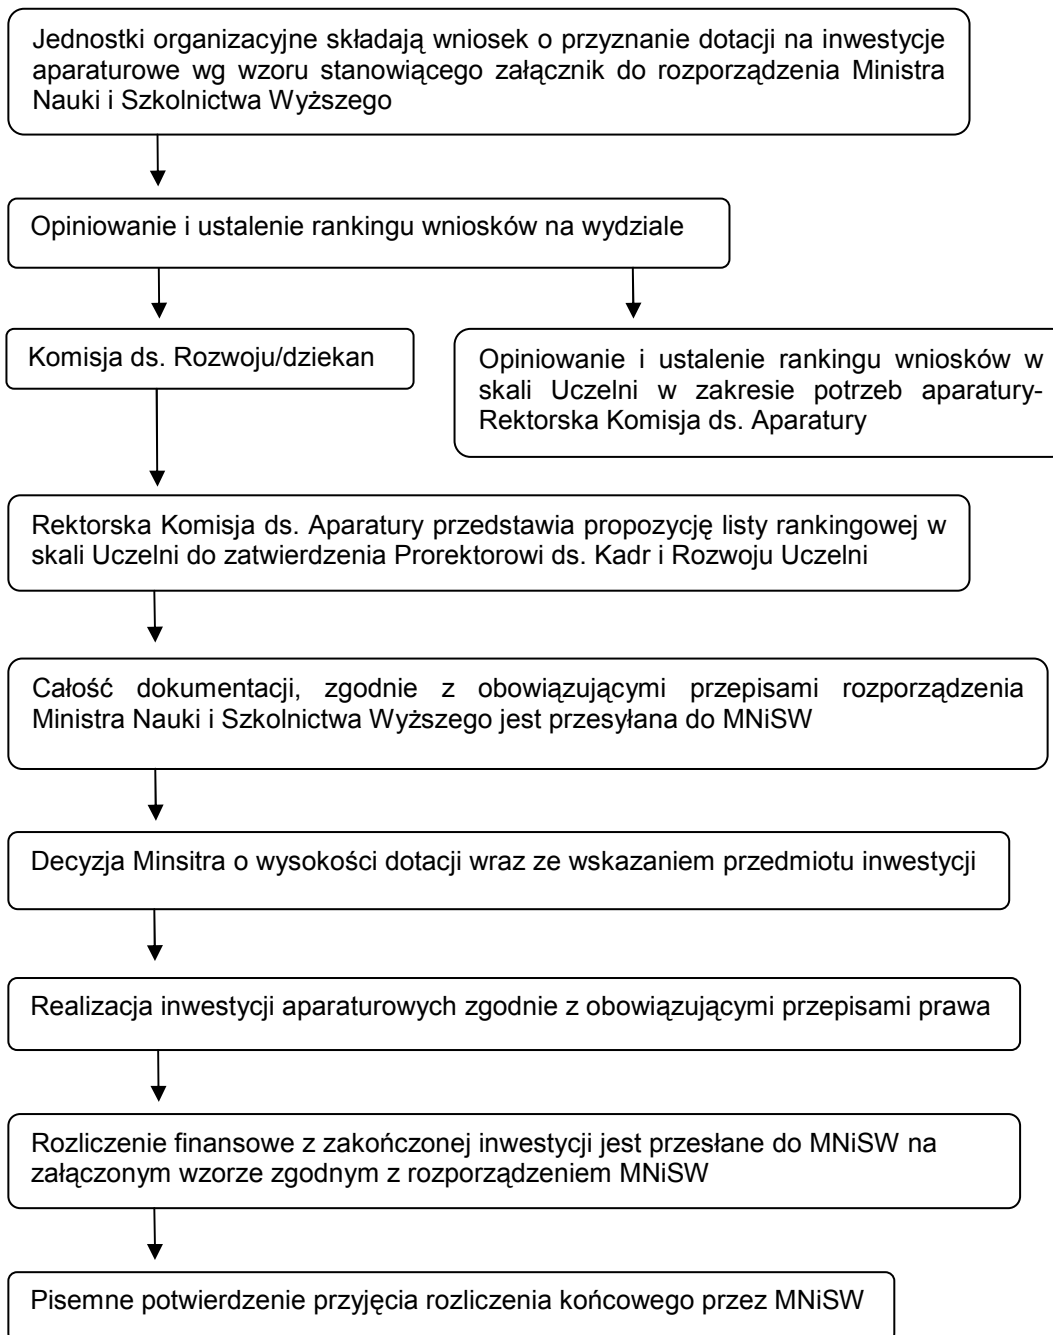 Jednostki organizacyjne składają wniosek o przyznanie dotacji na inwestycje
aparaturowe wg wzoru stanowiącego załącznik do rozporządzenia Ministra
Nauki i Szkolnictwa Wyższego
Opiniowanie i ustalenie rankingu wniosków na wydziale
Komisja ds. Rozwoju/dziekan
Opiniowanie i ustalenie rankingu wniosków w
skali Uczelni w zakresie potrzeb aparatury-
Rektorska Komisja ds. Aparatury
Rektorska Komisja ds. Aparatury przedstawia propozycję listy rankingowej w
skali Uczelni do zatwierdzenia Prorektorowi ds. Kadr i Rozwoju Uczelni
Całość dokumentacji, zgodnie z obowiązującymi przepisami rozporządzenia
Ministra Nauki i Szkolnictwa Wyższego jest przesyłana do MNiSW
Decyzja Minsitra o wysokości dotacji wraz ze wskazaniem przedmiotu inwestycji
Realizacja inwestycji aparaturowych zgodnie z obowiązującymi przepisami prawa
Rozliczenie finansowe z zakończonej inwestycji jest przesłane do MNiSW na
załączonym wzorze zgodnym z rozporządzeniem MNiSW
Pisemne potwierdzenie przyjęcia rozliczenia końcowego przez MNiSW